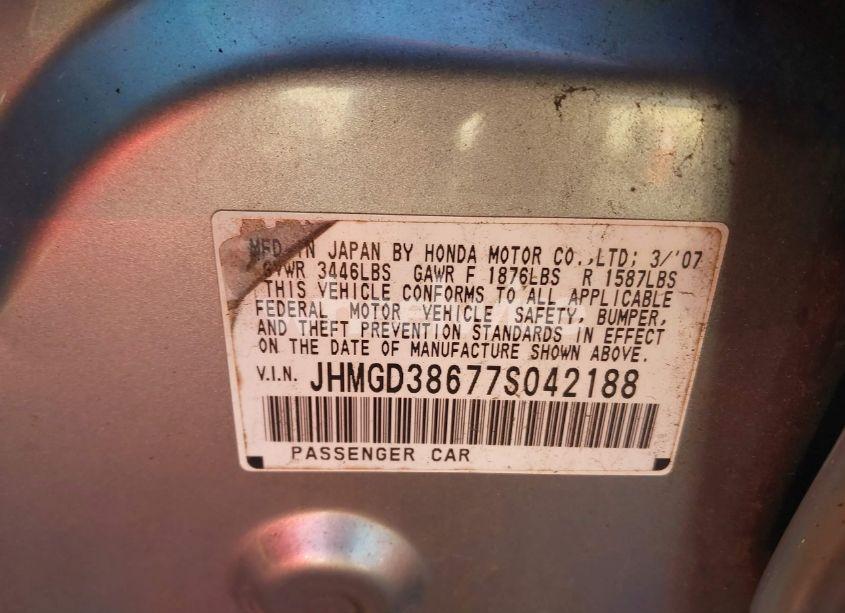 MFD IN JAPAN BY HONDA MOTOR CO.,LTD; 3/'07
GVWR 3446LBS GAWR F 1876LBS R 1587LBS
THIS VEHICLE CONFORMS TO ALL APPLICABLE
FEDERAL MOTOR VEHICLE SAFETY, BUMPER,
AND THEFT PREVENTION STANDARDS IN EFFECT
ON THE DATE OF MANUFACTURE SHOWN ABOVE.
V.I.N. JHMGD38677S042188
PASSENGER CAR